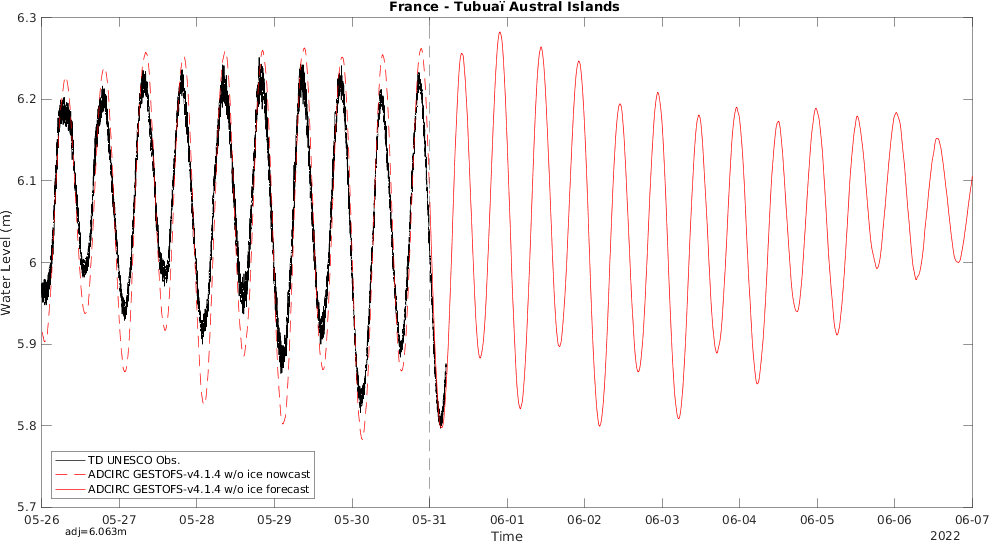 France - Tubuaï Austral Islands
6.3
6.2
6.1
6
5.9
5.8
5.7
Water Level (m)
TD UNESCO Obs.
ADCIRC GESTOFS-v4.1.4 w/o ice nowcast
ADCIRC GESTOFS-v4.1.4 w/o ice forecast
05-26 05-27 05-28 05-29 05-30 05-31 06-01 06-02 06-03 06-04 06-05 06-06 06-07
adj=6.063m
Time
2022